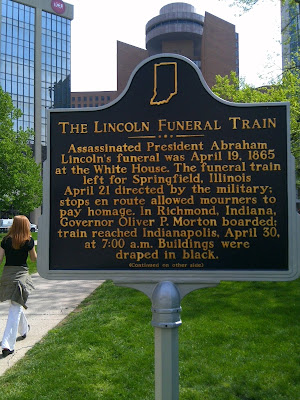 THE LINCOLN FUNERAL TRAIN
Assassinated President Abraham
Lincoln's funeral was April 19, 1865
at the White House. The funeral train
left for Springfield, Illinois
April 21 directed by the military;
stops en route allowed mourners to
pay homage. In Richmond, Indiana,
Governor Oliver P. Morton boarded;
train reached Indianapolis, April 30,
at 7:00 a.m. Buildings were
draped in black.
(Continued on other side)